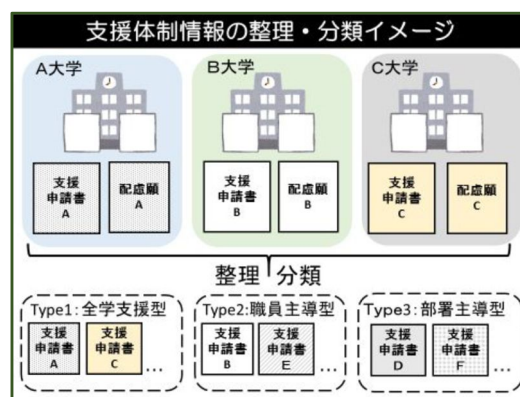 支援体制情報の整理・分類イメージ
A大学
B大学
C大学
支援
申請書
A
配慮願
A
支援
申請書
B
配慮願
B
支援
申請書
C
配慮願
C
整理 分類
Type1:全学支援型
支援
申請書
A
支援
申請書
C
...
Type2:職員主導型
支援
申請書
B
支援
申請書
E
...
Type3:部署主導型
支援
申請書
D
支援
申請書
F
...